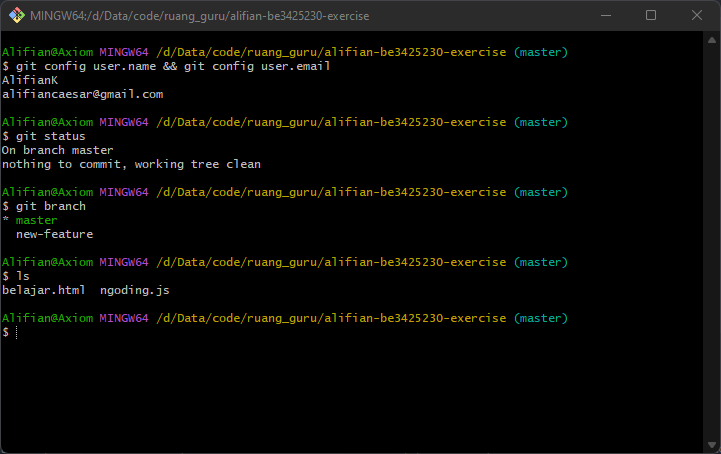 MINGW64:/d/Data/code/ruang_guru/alifian-be3425230-exercise
Alifian@Axiom MINGW64 /d/Data/code/ruang_guru/alifian-be3425230-exercise (master)
$ git config user.name && git config user.email
AlifianK
alifiancaesar@gmail.com
Alifian@Axiom MINGW64 /d/Data/code/ruang_guru/alifian-be3425230-exercise (master)
$ git status
On branch master
nothing to commit, working tree clean
Alifian@Axiom MINGW64 /d/Data/code/ruang_guru/alifian-be3425230-exercise (master)
$ git branch
* master
  new-feature
Alifian@Axiom MINGW64 /d/Data/code/ruang_guru/alifian-be3425230-exercise (master)
$ ls
belajar.html  ngoding.js
Alifian@Axiom MINGW64 /d/Data/code/ruang_guru/alifian-be3425230-exercise (master)
$